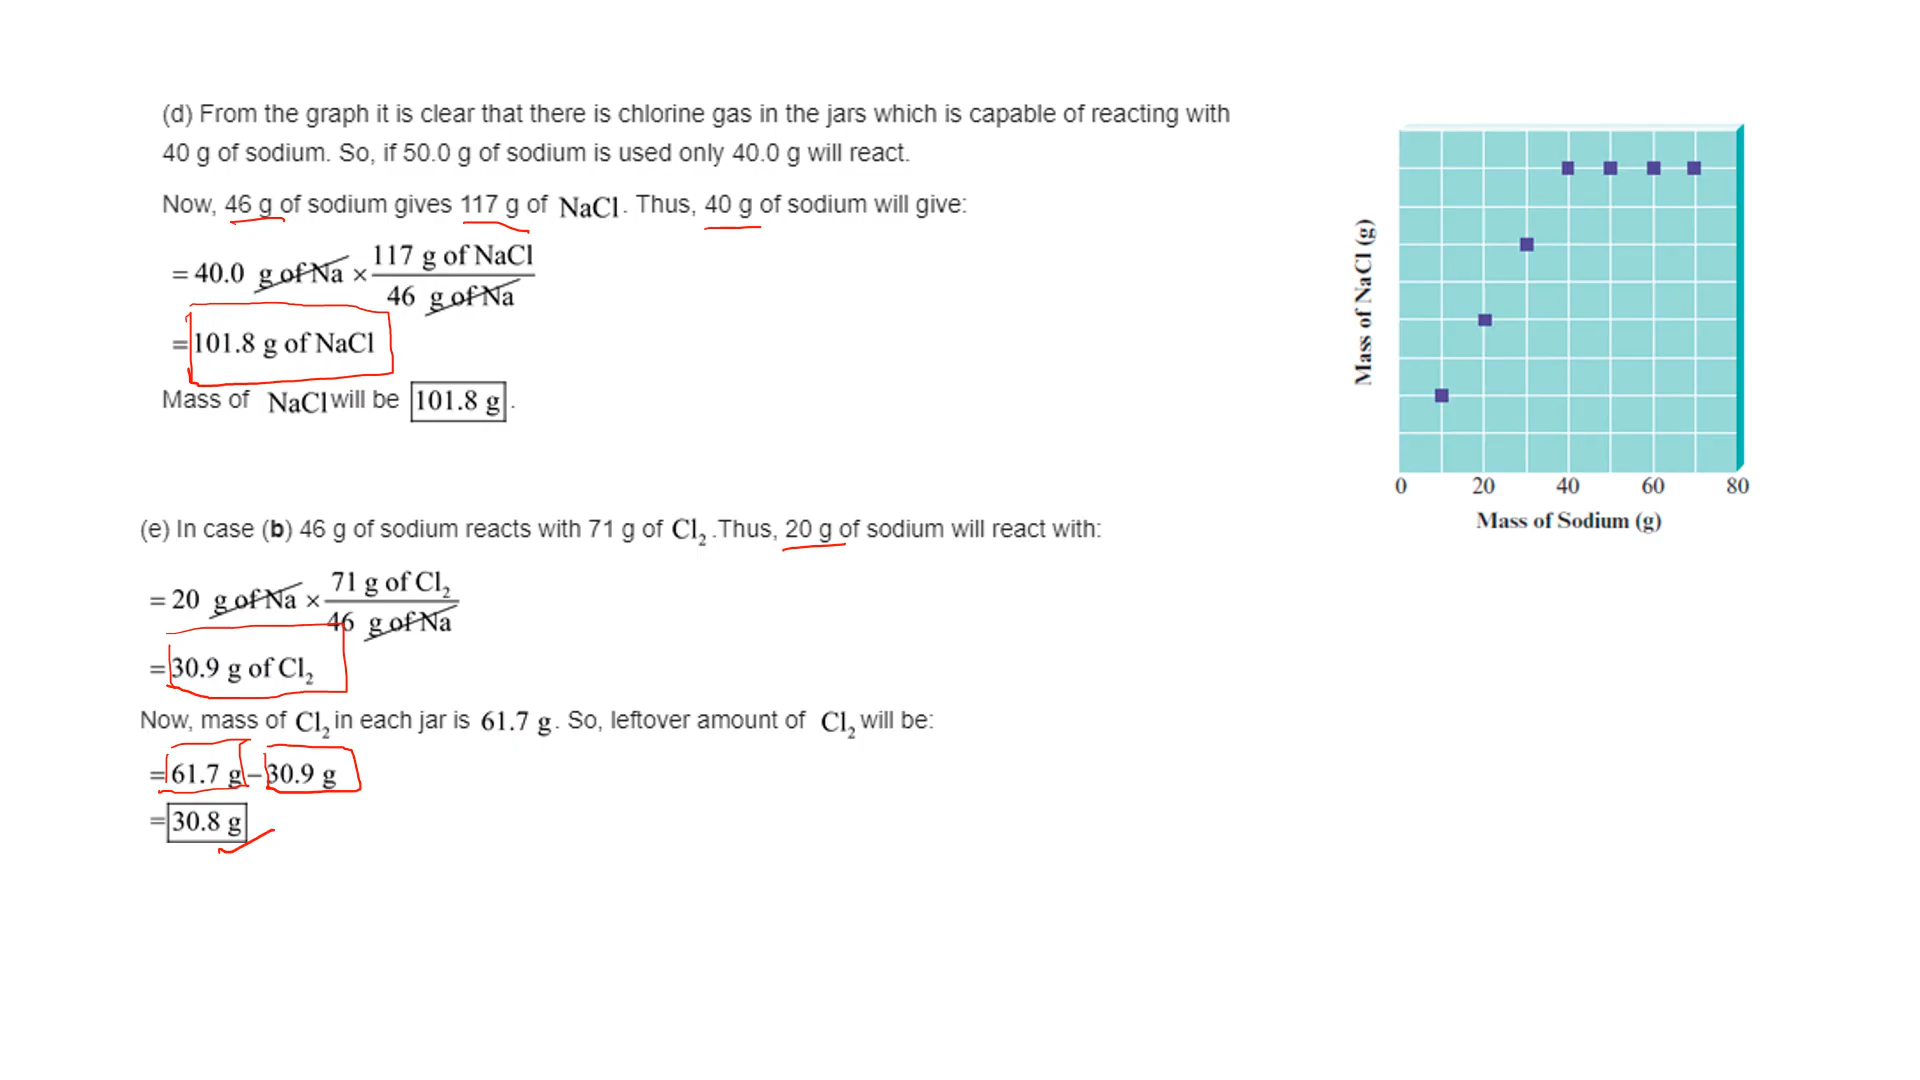 (d) From the graph it is clear that there is chlorine gas in the jars which is capable of reacting with
40 g of sodium. So, if 50.0 g of sodium is used only 40.0 g will react.
Now, 46 g of sodium gives 117 g of NaCl. Thus, 40 g of sodium will give:
= 40.0 g of Na × 117 g of NaCl / 46 g of Na
= 101.8 g of NaCl
Mass of NaCl will be 101.8 g.
(e) In case (b) 46 g of sodium reacts with 71 g of Cl₂.Thus, 20 g of sodium will react with:
= 20 g of Na × 71 g of Cl₂ / 46 g of Na
= 30.9 g of Cl₂
Now, mass of Cl₂ in each jar is 61.7 g. So, leftover amount of Cl₂ will be:
= 61.7 g – 30.9 g
= 30.8 g
Mass of NaCl (g)
0 20 40 60 80
Mass of Sodium (g)